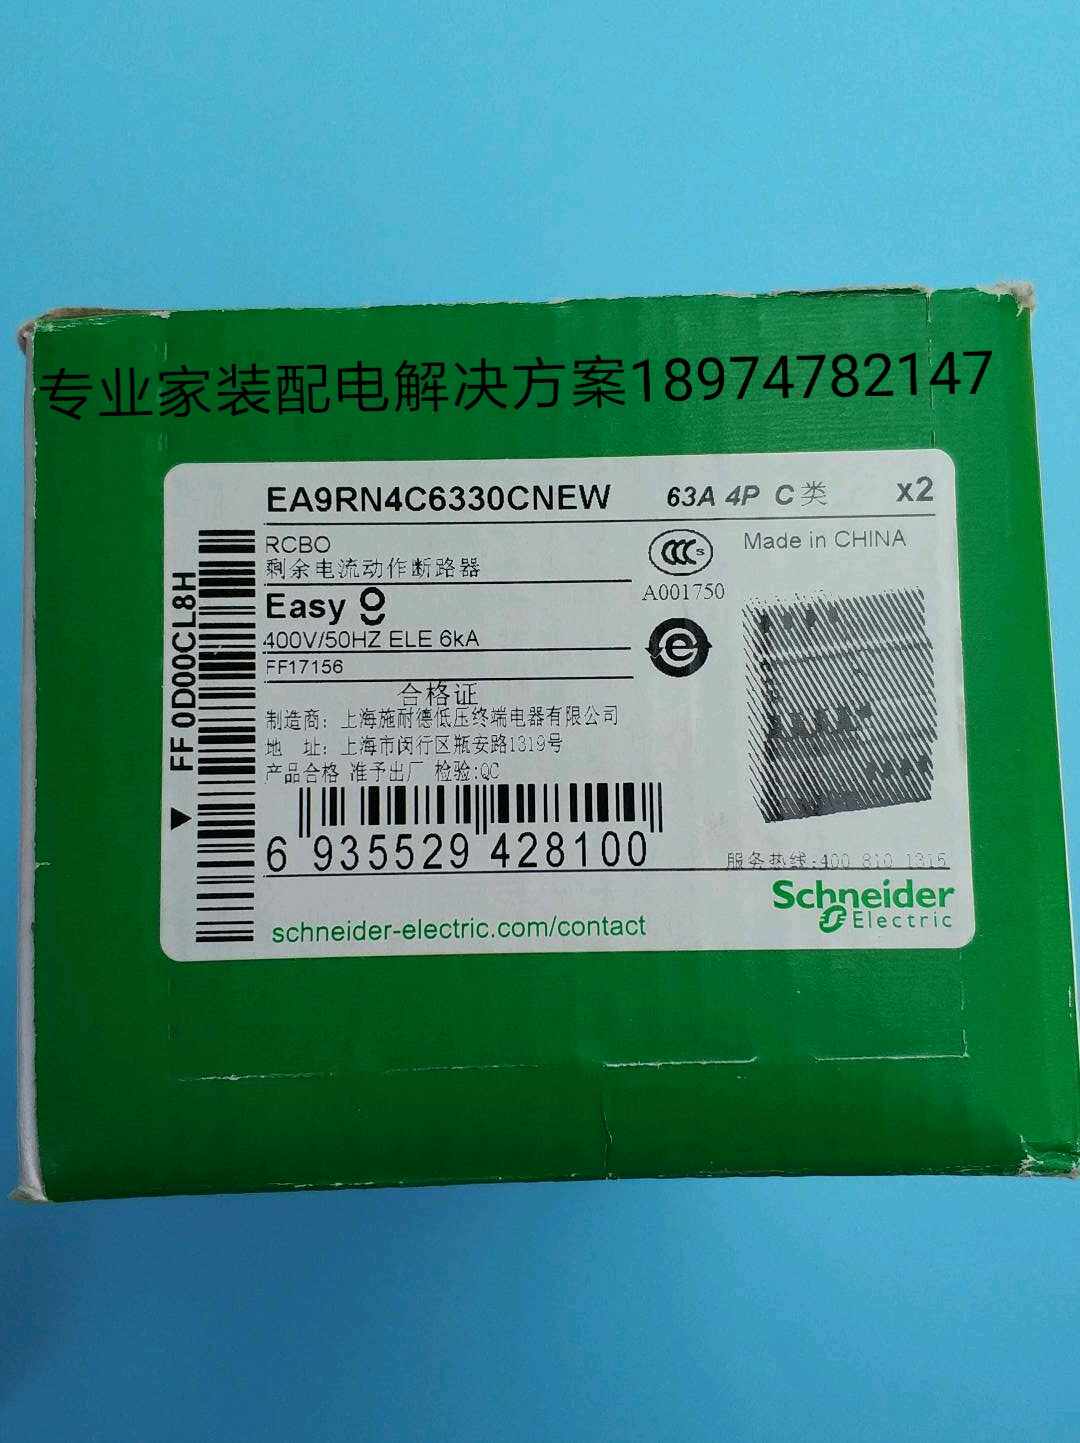 专业家装配电解决方案18974782147
EA9RN4C6330CNEW 63A 4P C类 x2
RCBO
剩余电流动作断路器
CCC S
Made in CHINA
A001750
Easy 9
400V/50HZ ELE 6kA
FF17156
合格证
制造商：上海施耐德低压终端电器有限公司
地 址：上海市闵行区瓶安路1319号
产品合格 准予出厂 检验:QC
6 935529 428100
服务热线:400 810 1315
Schneider
Electric
schneider-electric.com/contact
FF 0D00CL8H